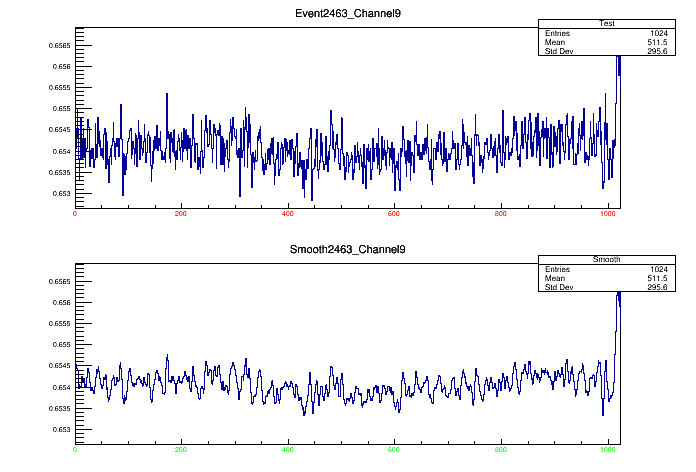 Event2463_Channel9
Test
Entries 1024
Mean 511.5
Std Dev 295.6
0.6565
0.656
0.6555
0.655
0.6545
0.654
0.6535
0.653
0 200 400 600 800 1000
Smooth2463_Channel9
Smooth
Entries 1024
Mean 511.5
Std Dev 295.6
0.6565
0.656
0.6555
0.655
0.6545
0.654
0.6535
0.653
0 200 400 600 800 1000